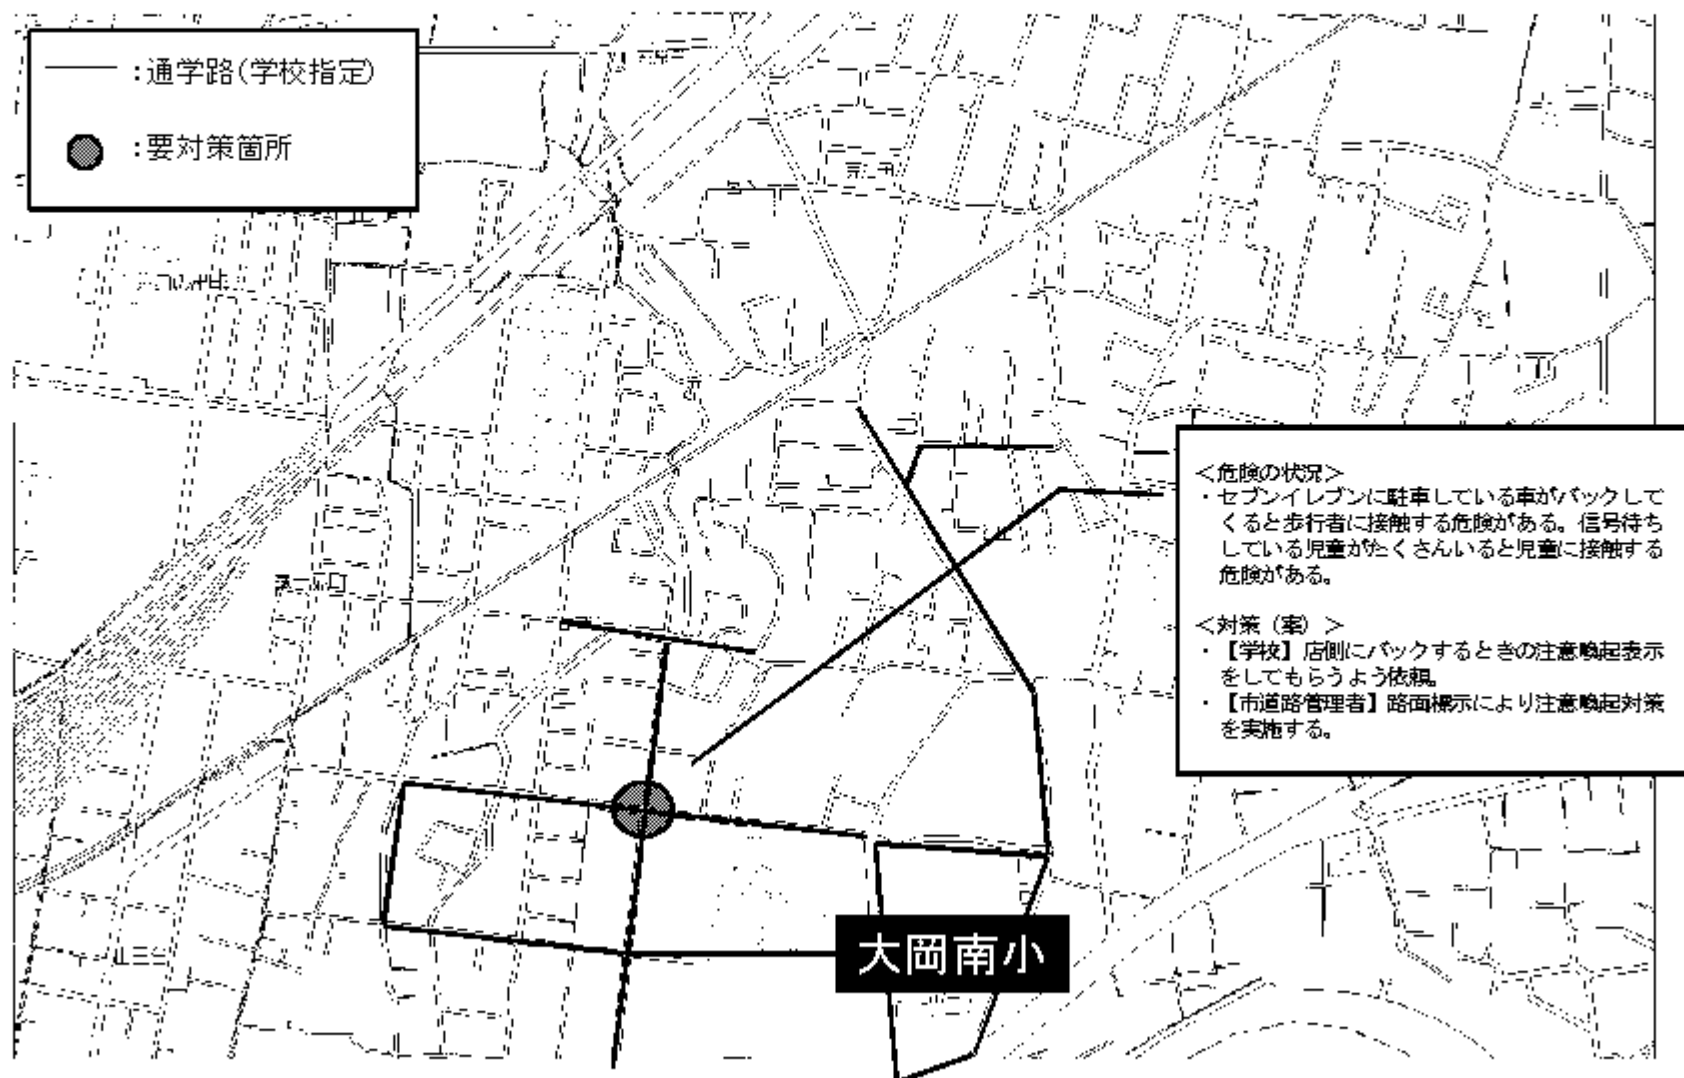 ：通学路（学校指定）
：要対策箇所
＜危険の状況＞
・セブンイレブンに駐車している車がバックして
くると歩行者に接触する危険がある。信号待ち
している児童がたくさんいると児童に接触する
危険がある。
＜対策（案）＞
・【学校】店側にバックするときの注意喚起表示
をしてもらうよう依頼。
・【市道路管理者】路面標示により注意喚起対策
を実施する。
大岡南小